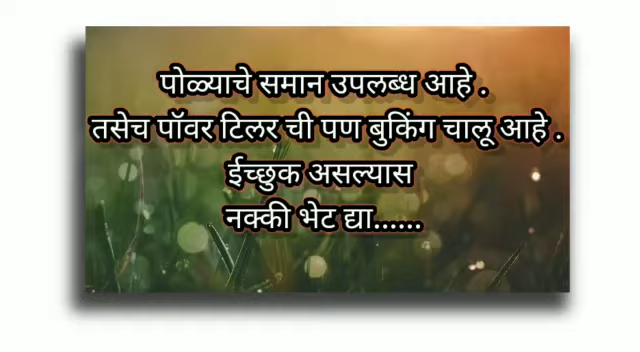 पोळ्याचे समान उपलब्ध आहे .
तसेच पॉवर टिलर ची पण बुकिंग चालू आहे .
ईच्छुक असल्यास
नक्की भेट द्या......